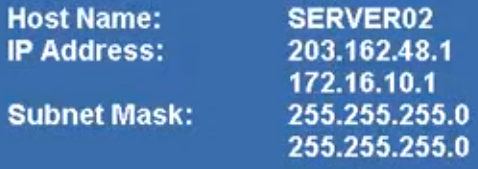 Host Name: SERVER02
IP Address: 203.162.48.1
172.16.10.1
Subnet Mask: 255.255.255.0
255.255.255.0